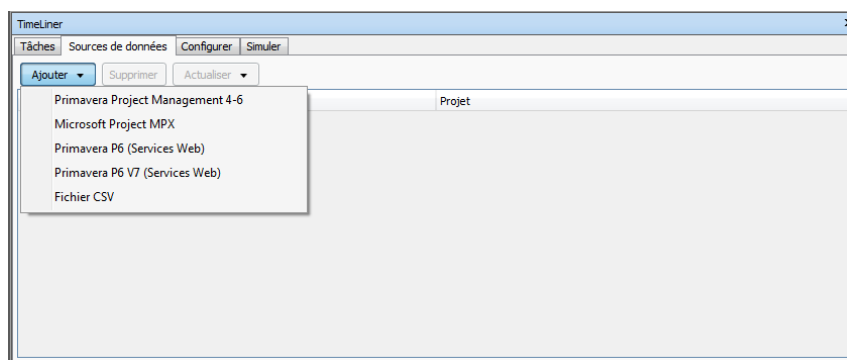 TimeLiner
Tâches Sources de données Configurer Simuler
Ajouter Supprimer Actualiser
Projet
Primavera Project Management 4-6
Microsoft Project MPX
Primavera P6 (Services Web)
Primavera P6 V7 (Services Web)
Fichier CSV